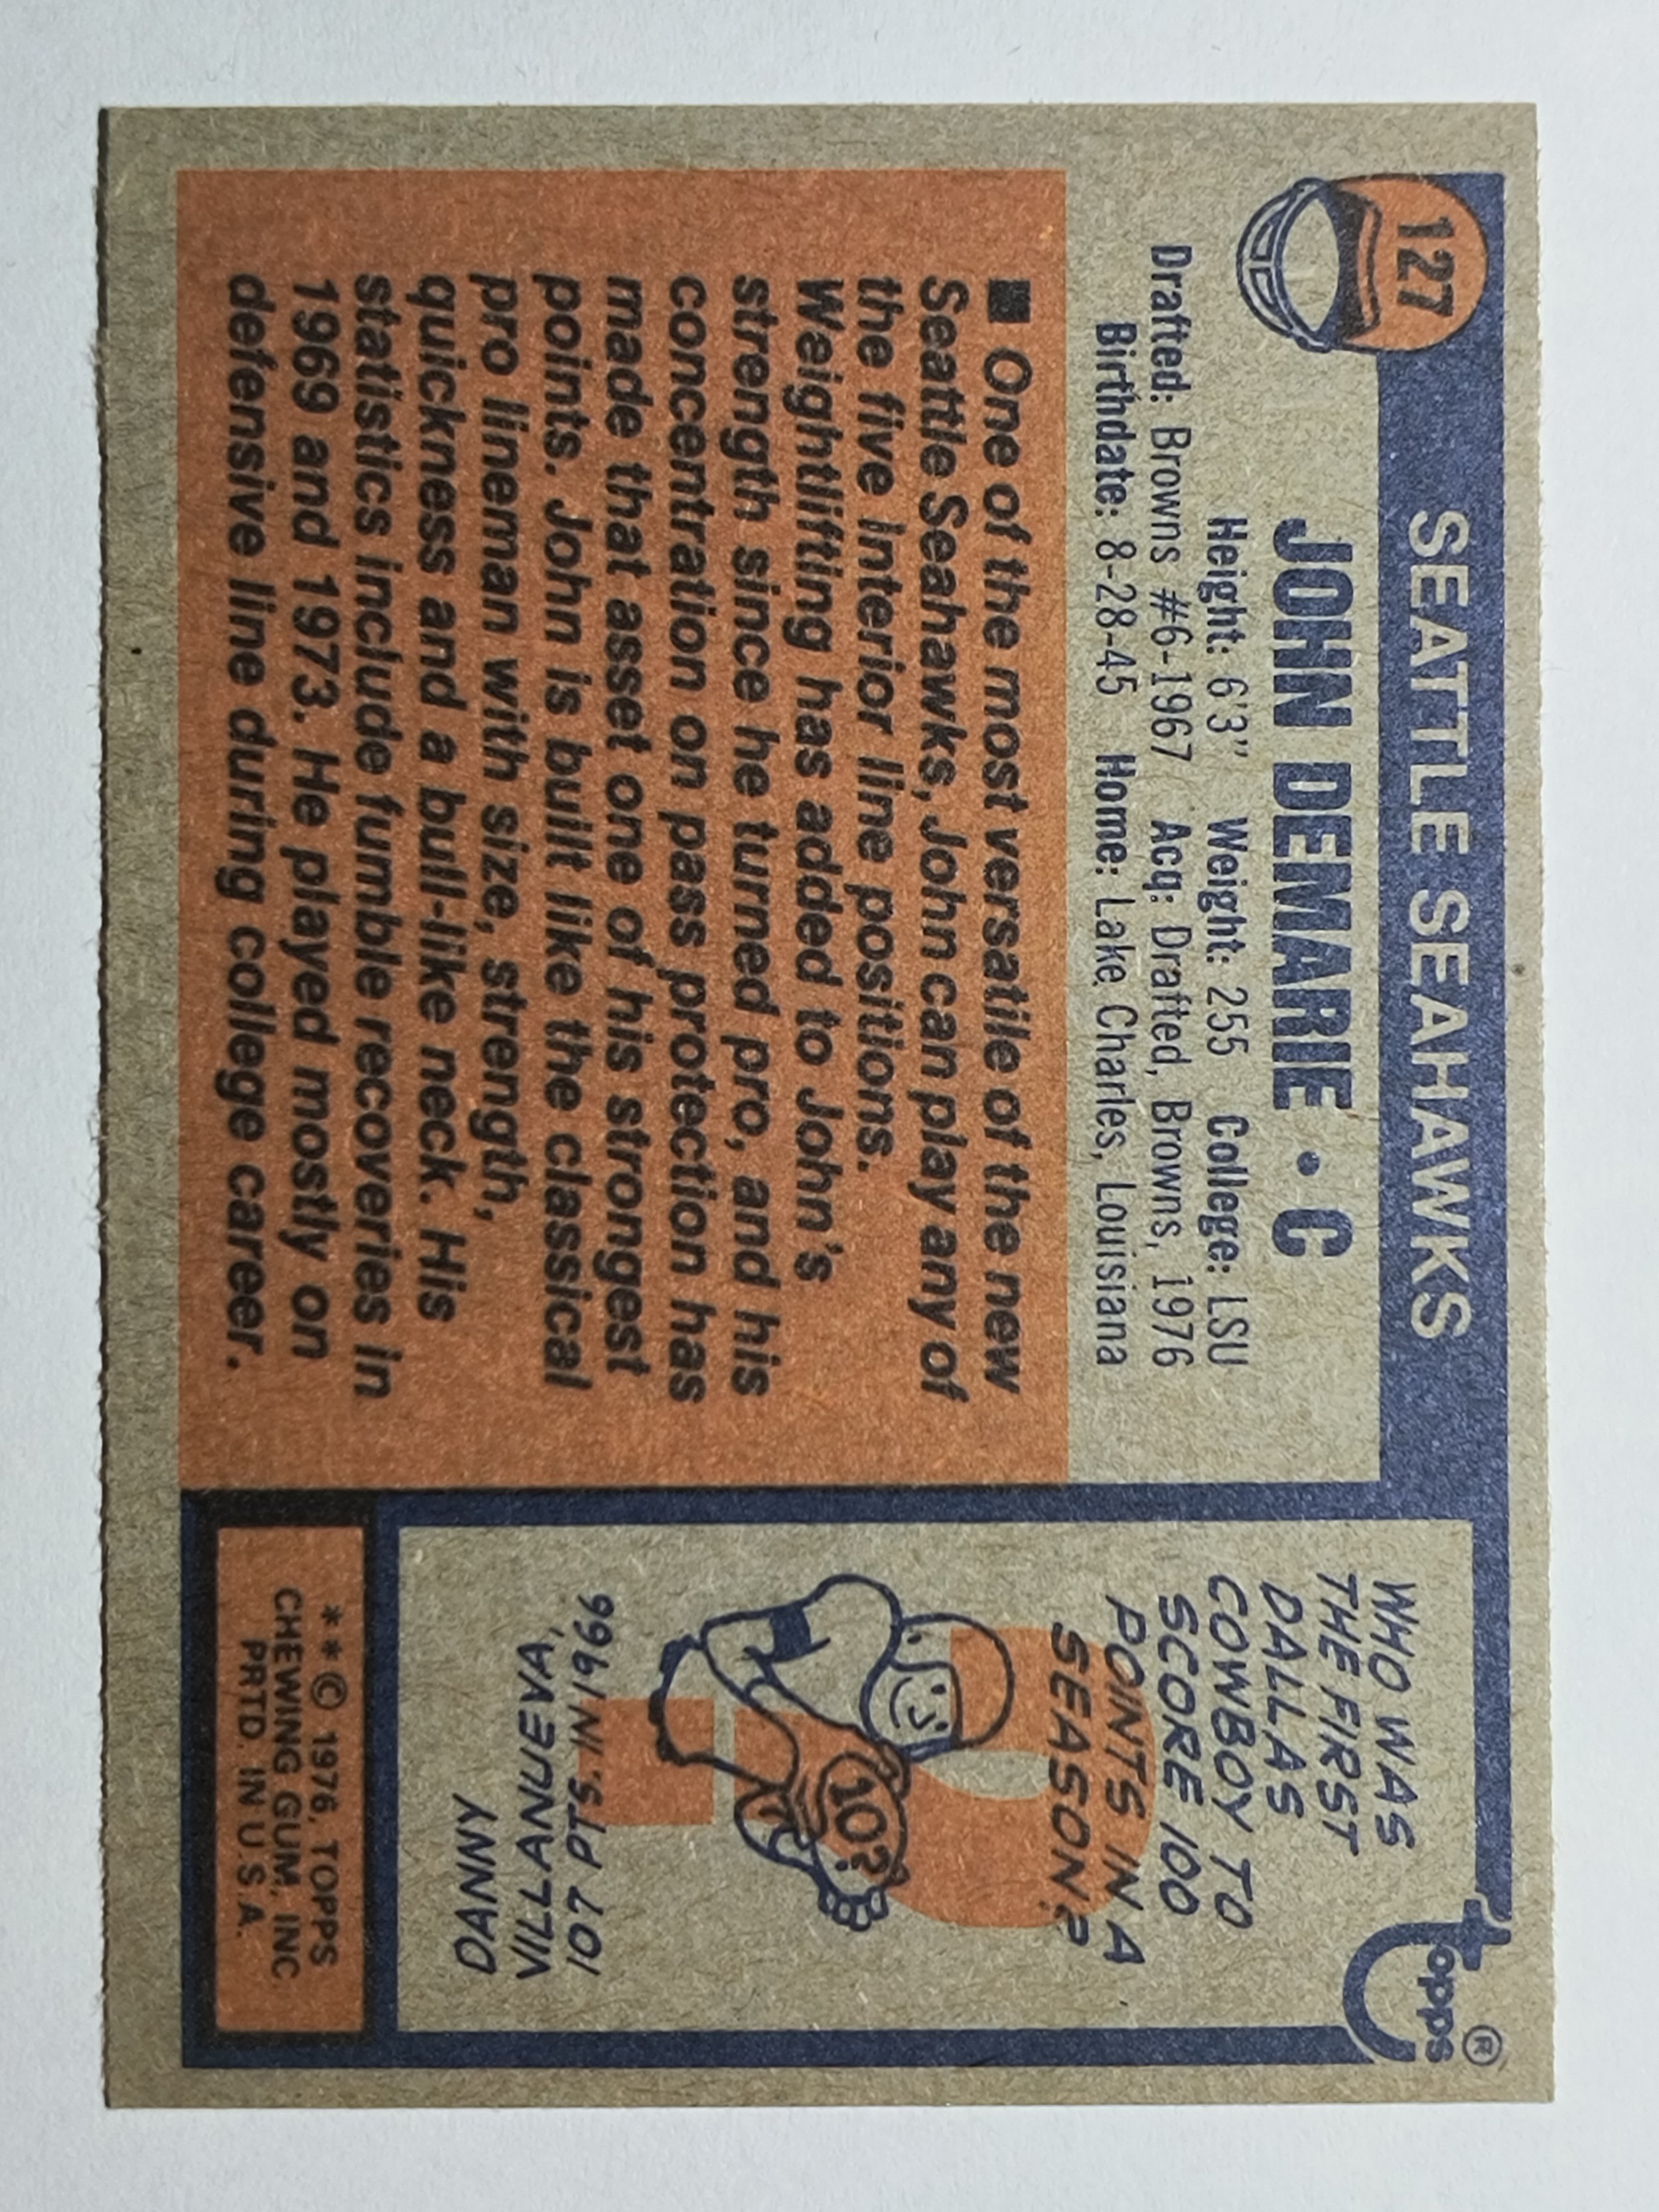 127
SEATTLE SEAHAWKS
JOHN DEMARIE • C
Height: 6'3" Weight: 255 College: LSU
Drafted: Browns #6-1967 Acq: Drafted, Browns, 1976
Birthdate: 8-28-45 Home: Lake Charles, Louisiana
■ One of the most versatile of the new
Seattle Seahawks, John can play any of
the five interior line positions.
Weightlifting has added to John's
strength since he turned pro, and his
concentration on pass protection has
made that asset one of his strongest
points. John is built like the classical
pro lineman with size, strength,
quickness and a bull-like neck. His
statistics include fumble recoveries in
1969 and 1973. He played mostly on
defensive line during college career.
topps®
WHO WAS
THE FIRST
DALLAS
COWBOY TO
SCORE 100
POINTS IN A
SEASON?
10?
DANNY
VILLANUEVA,
107 PTS. IN 1966
**© 1976, TOPPS
CHEWING GUM, INC.
PRTD. IN U.S.A.